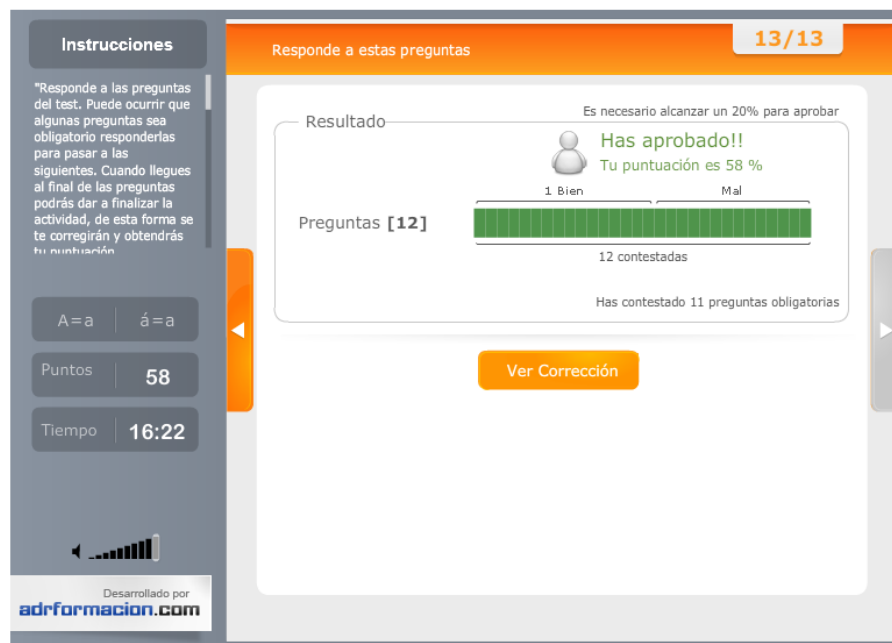 Instrucciones
"Responde a las preguntas
del test. Puede ocurrir que
algunas preguntas sea
obligatorio responderlas
para pasar a las
siguientes. Cuando llegues
al final de las preguntas
podrás dar a finalizar la
actividad, de esta forma se
te corregirán y obtendrás
tu puntuación
A=a
á=a
Puntos
58
Tiempo
16:22
Desarrollado por
adrformacion.com
Responde a estas preguntas
13/13
Es necesario alcanzar un 20% para aprobar
Resultado
Has aprobado!!
Tu puntuación es 58 %
1 Bien
Mal
Preguntas [12]
12 contestadas
Has contestado 11 preguntas obligatorias
Ver Corrección